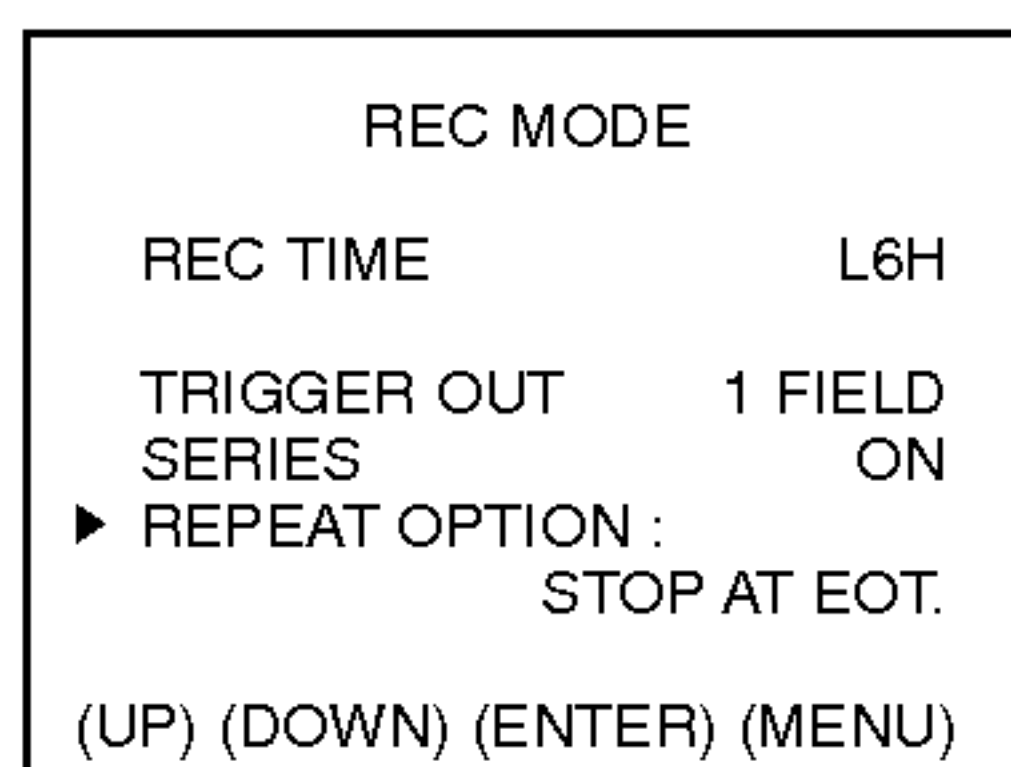 REC MODE
REC TIME L6H
TRIGGER OUT 1 FIELD
SERIES ON
▶ REPEAT OPTION :
STOP AT EOT.
(UP) (DOWN) (ENTER) (MENU)